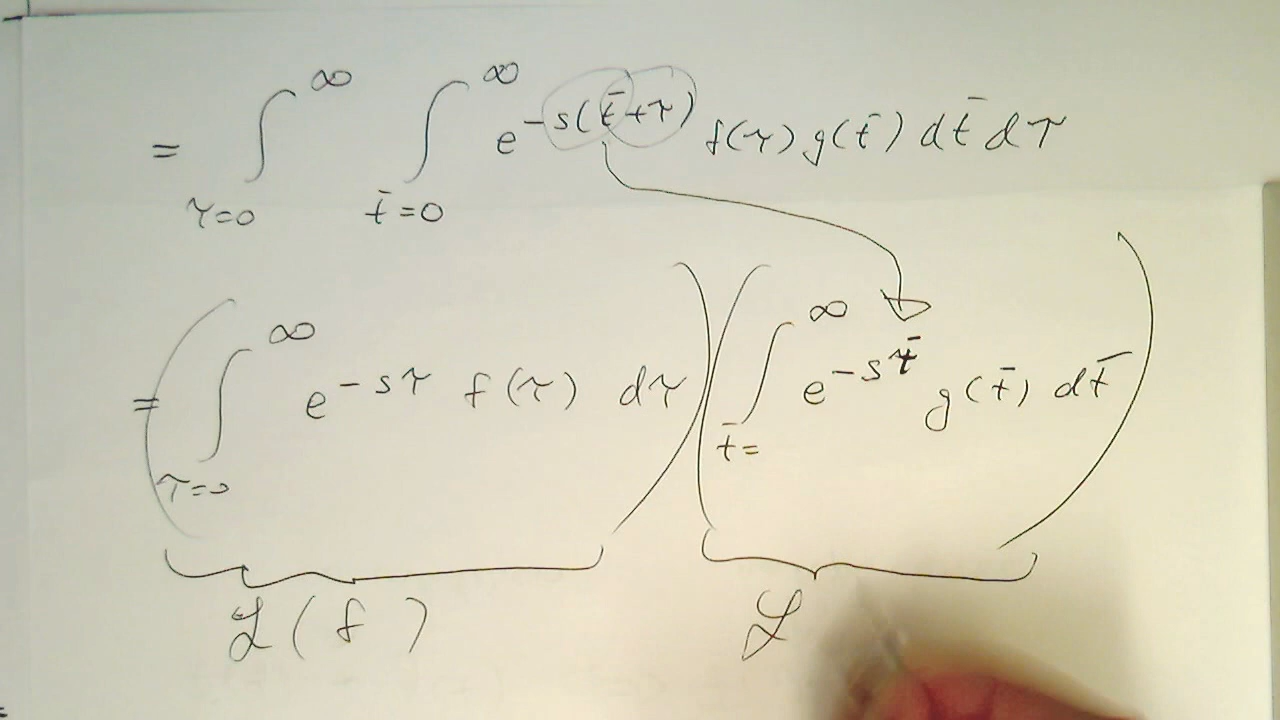 = ∫_{τ=0}^{∞} ∫_{t̄=0}^{∞} e^{-s(t̄+τ)} f(τ) g(t̄) dt̄ dτ
= (∫_{τ=0}^{∞} e^{-sτ} f(τ) dτ) (∫_{t̄=}^{∞} e^{-st̄} g(t̄) dt̄)
ℒ(f) ℒ